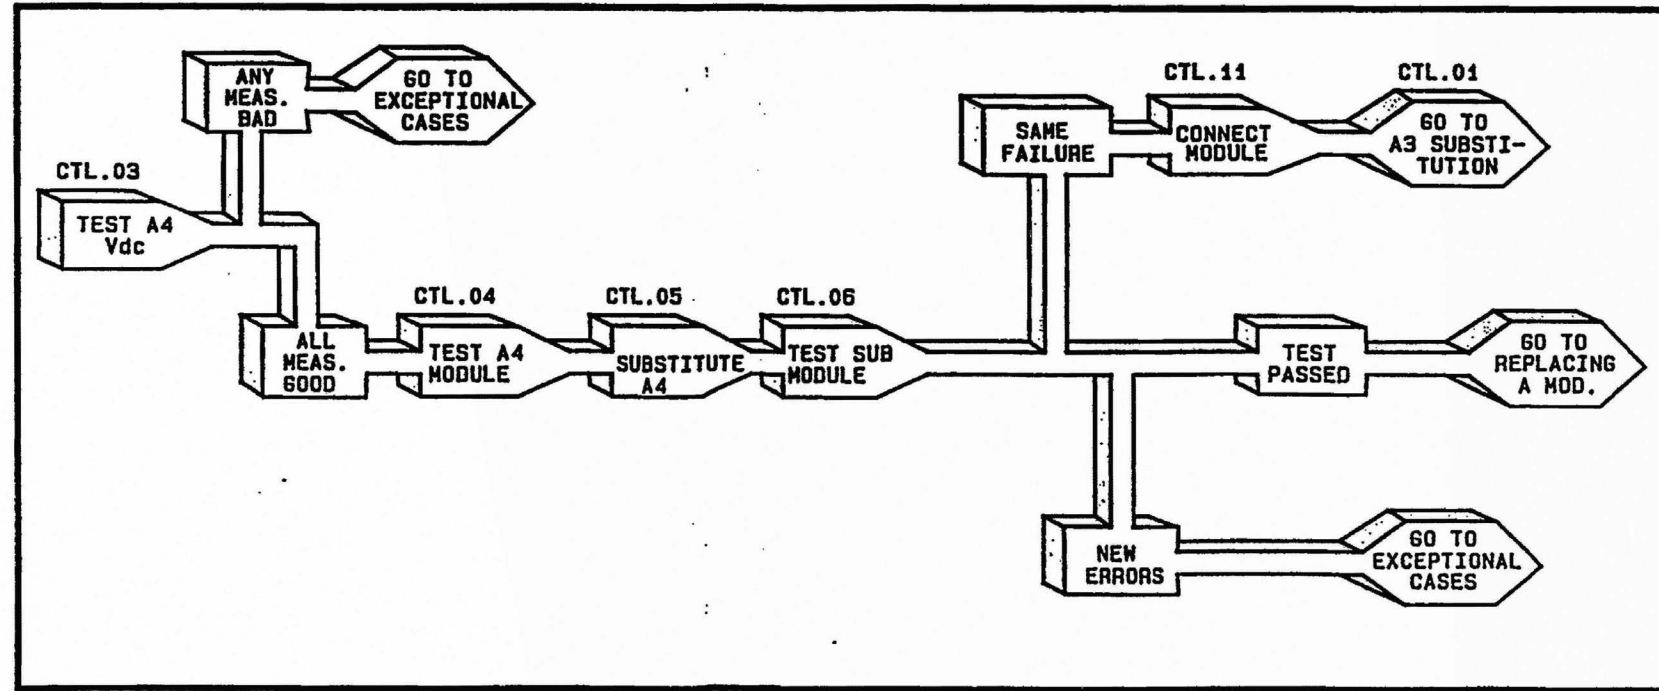 CTL.03
TEST A4
Vdc
ANY
MEAS.
BAD
GO TO
EXCEPTIONAL
CASES
ALL
MEAS.
GOOD
CTL.04
TEST A4
MODULE
CTL.05
SUBSTITUTE
A4
CTL.06
TEST SUB
MODULE
SAME
FAILURE
CTL.11
CONNECT
MODULE
CTL.01
GO TO
A3 SUBSTI-
TUTION
TEST
PASSED
GO TO
REPLACING
A MOD.
NEW
ERRORS
GO TO
EXCEPTIONAL
CASES